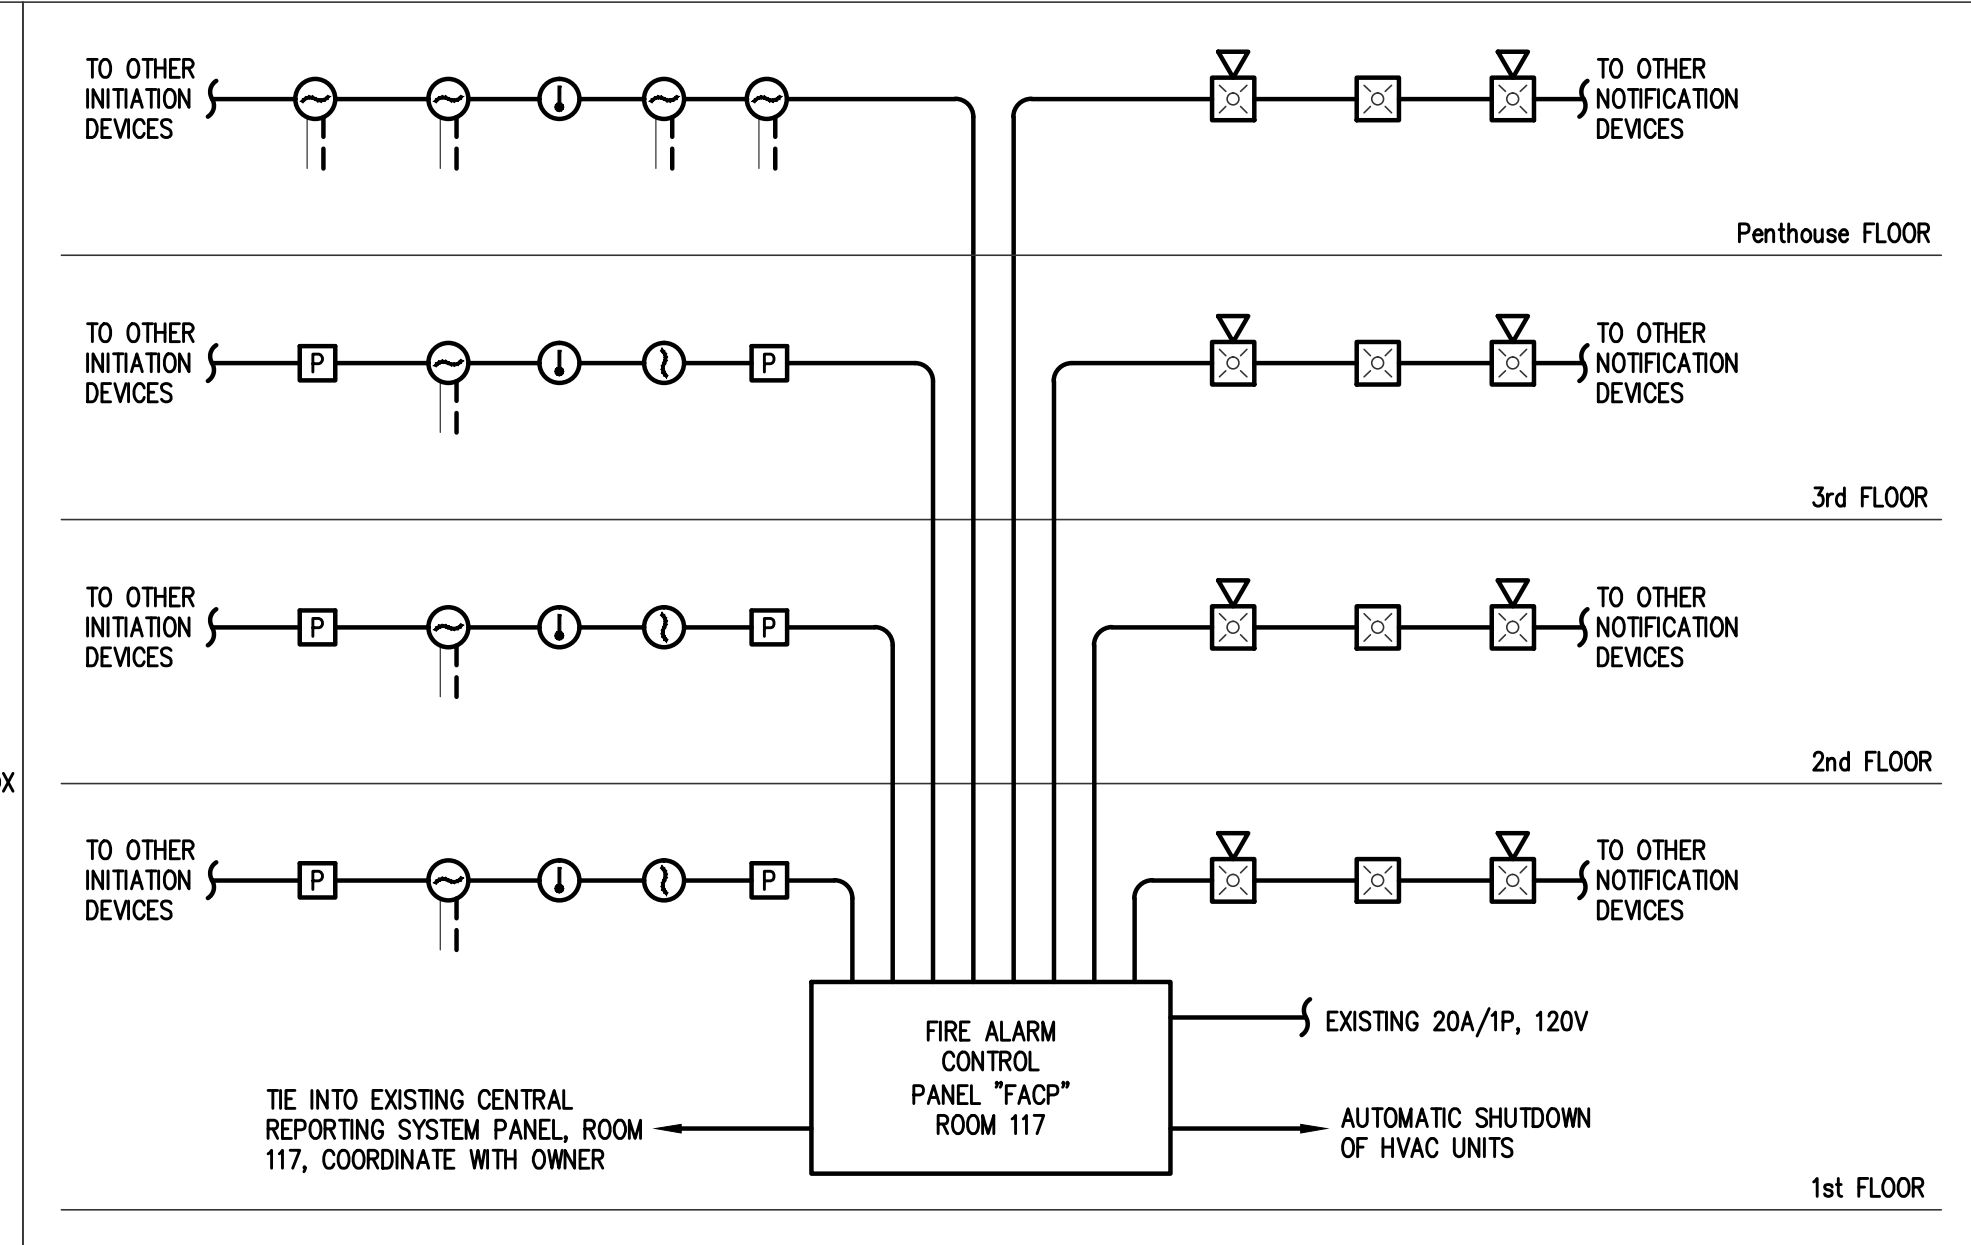 TO OTHER
INITIATION
DEVICES
TO OTHER
NOTIFICATION
DEVICES
Penthouse FLOOR
TO OTHER
INITIATION
DEVICES
P
P
TO OTHER
NOTIFICATION
DEVICES
3rd FLOOR
TO OTHER
INITIATION
DEVICES
P
P
TO OTHER
NOTIFICATION
DEVICES
2nd FLOOR
TO OTHER
INITIATION
DEVICES
P
P
TO OTHER
NOTIFICATION
DEVICES
FIRE ALARM
CONTROL
PANEL "FACP"
ROOM 117
EXISTING 20A/1P, 120V
TIE INTO EXISTING CENTRAL
REPORTING SYSTEM PANEL, ROOM
117, COORDINATE WITH OWNER
AUTOMATIC SHUTDOWN
OF HVAC UNITS
1st FLOOR